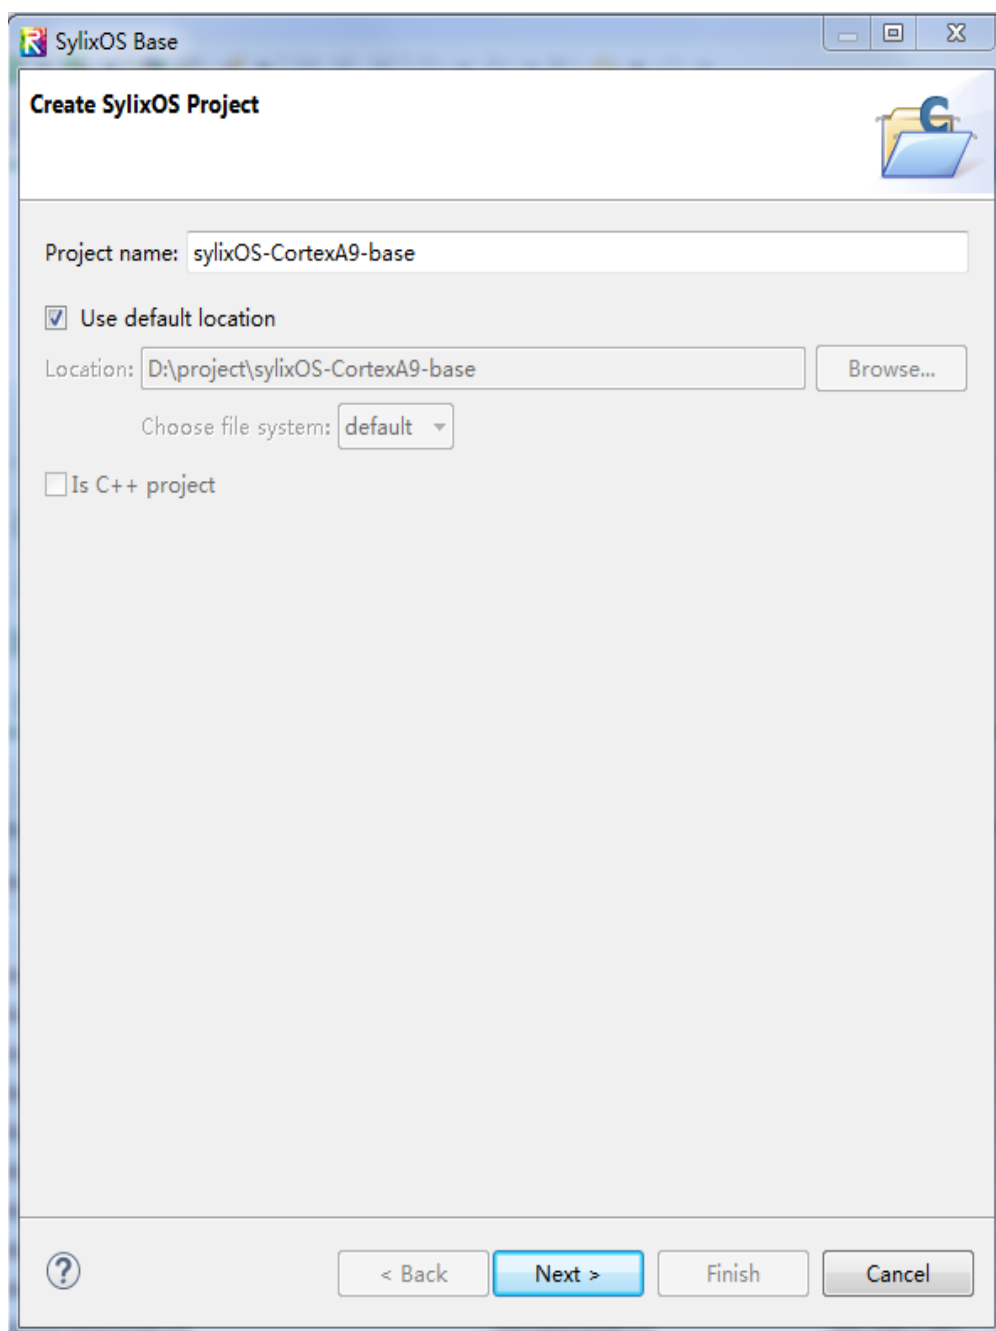 SylixOS Base
Create SylixOS Project
Project name: sylixOS-CortexA9-base
Use default location
Location: D:\project\sylixOS-CortexA9-base Browse...
Choose file system: default
Is C++ project
< Back Next > Finish Cancel